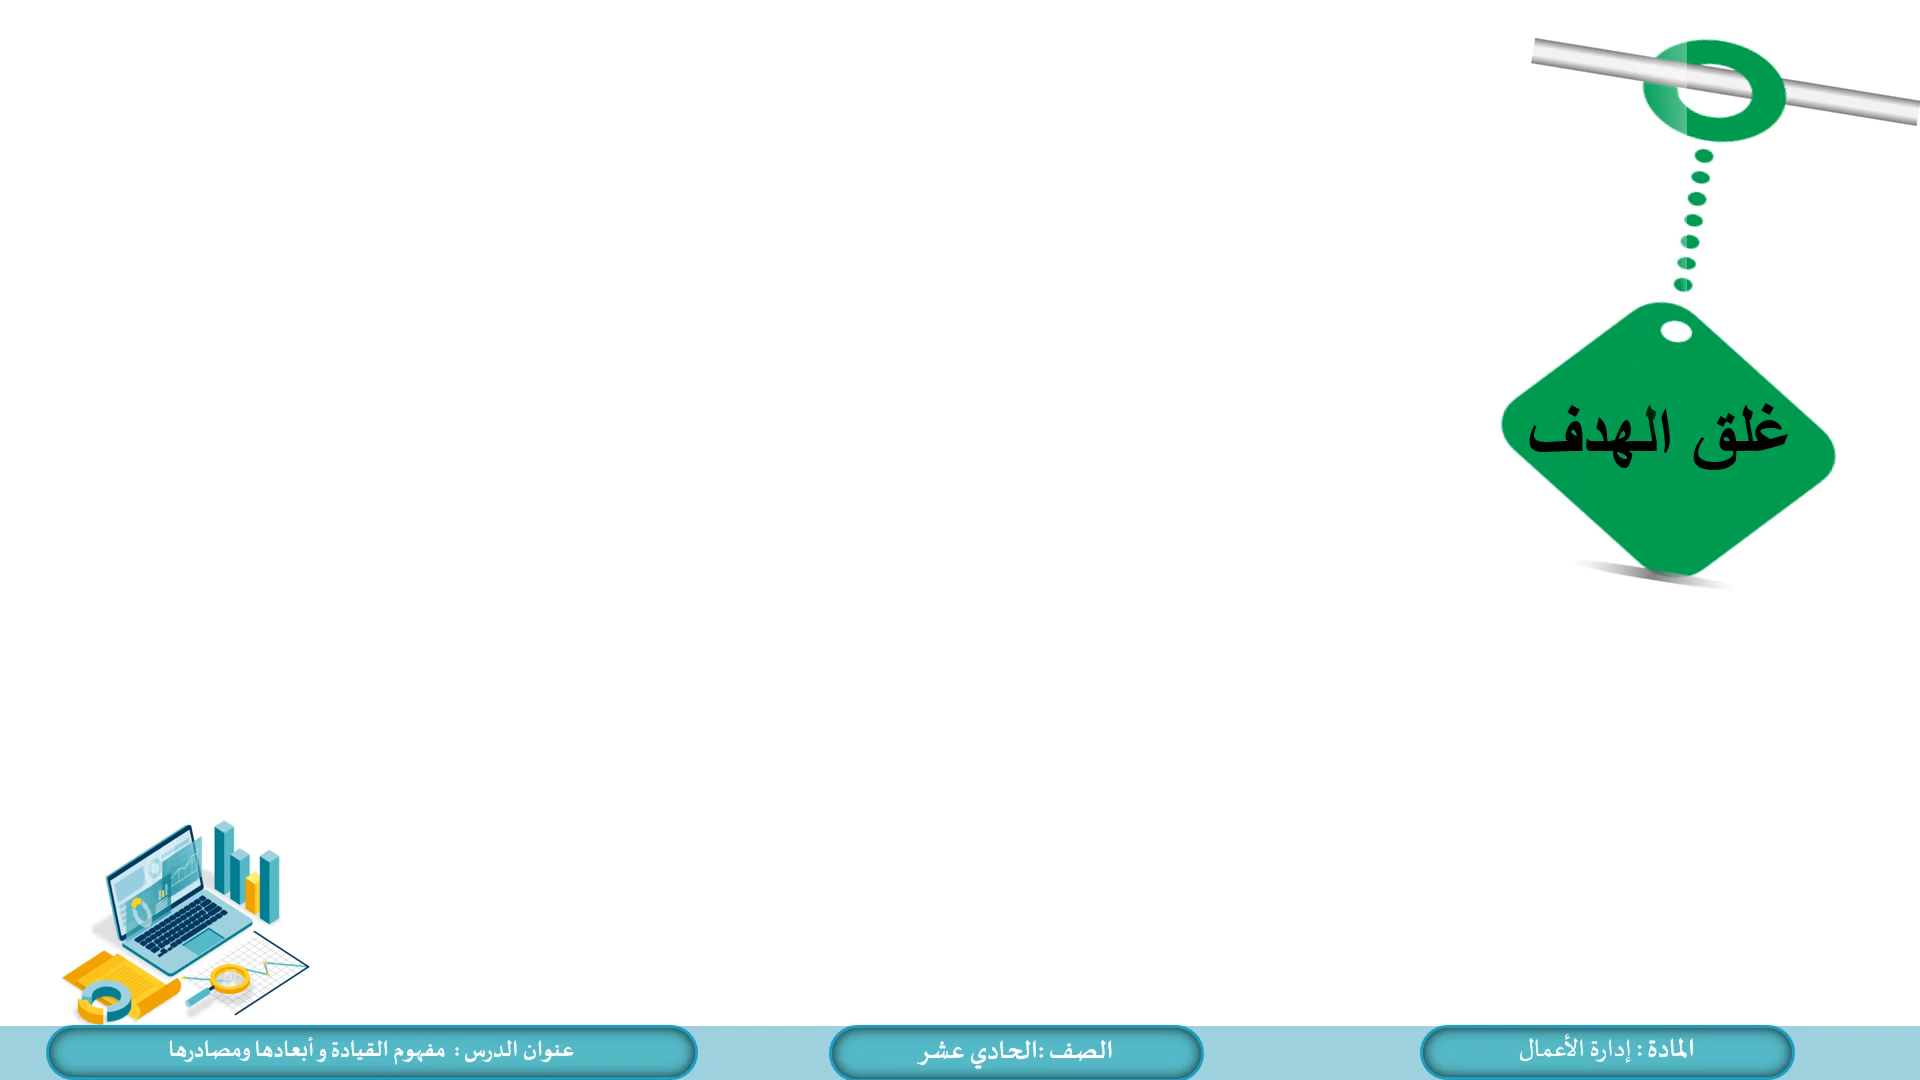 غلق الهدف
المادة : إدارة الأعمال
الصف :الحادي عشر
عنوان الدرس : مفهوم القيادة و أبعادها ومصادرها